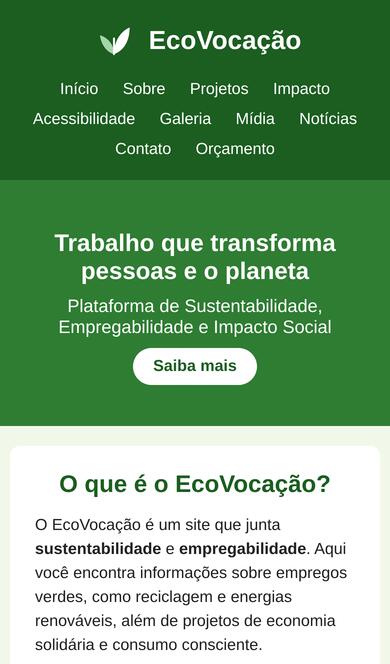 EcoVocação
Início Sobre Projetos Impacto
Acessibilidade Galeria Mídia Notícias
Contato Orçamento
Trabalho que transforma
pessoas e o planeta
Plataforma de Sustentabilidade,
Empregabilidade e Impacto Social
Saiba mais
O que é o EcoVocação?
O EcoVocação é um site que junta
sustentabilidade e empregabilidade. Aqui
você encontra informações sobre empregos
verdes, como reciclagem e energias
renováveis, além de projetos de economia
solidária e consumo consciente.